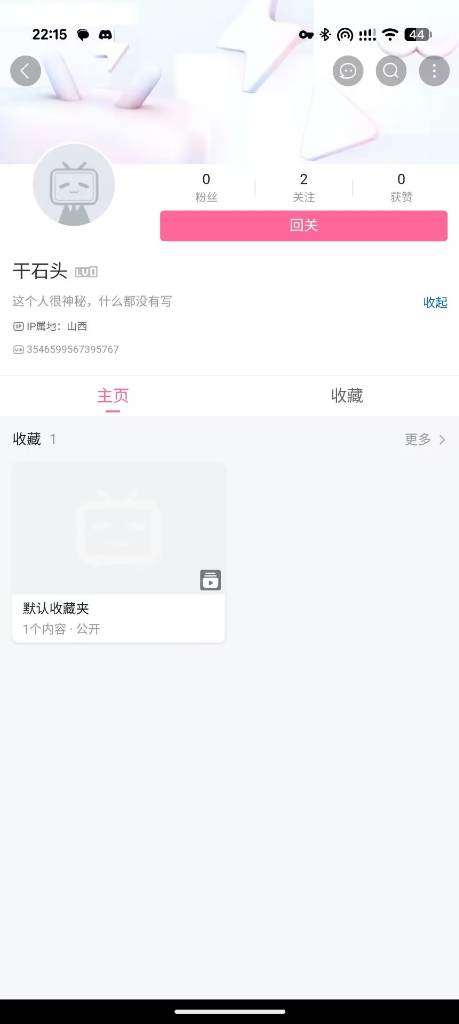 22:15
44
0
2
0
粉丝
关注
获赞
回关
干石头 LV0
这个人很神秘，什么都没有写
收起
IP属地：山西
3546599567395767
主页
收藏
收藏 1
更多
默认收藏夹
1个内容 · 公开